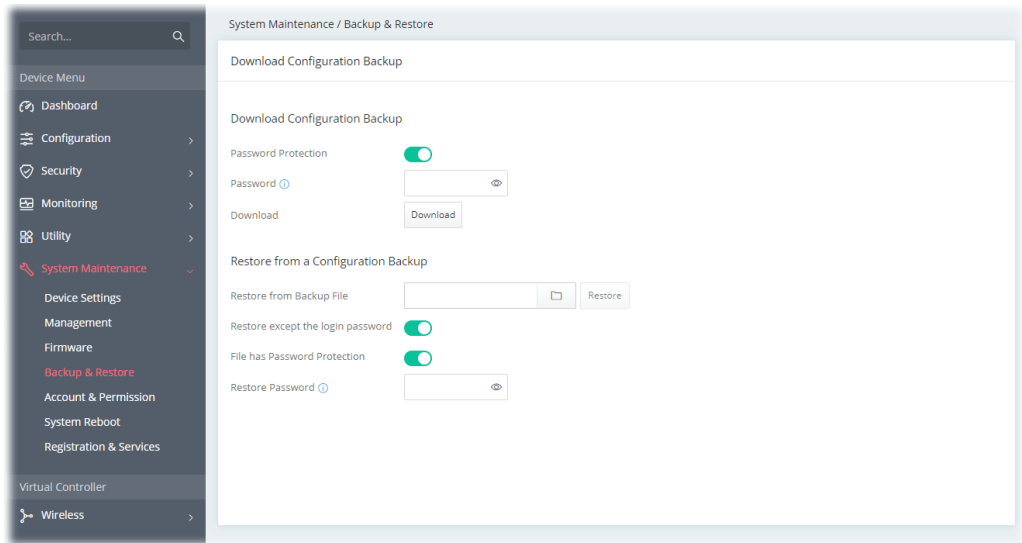 Search...
Device Menu
Dashboard
Configuration
Security
Monitoring
Utility
System Maintenance
Device Settings
Management
Firmware
Backup & Restore
Account & Permission
System Reboot
Registration & Services
Virtual Controller
Wireless
System Maintenance / Backup & Restore
Download Configuration Backup
Download Configuration Backup
Password Protection
Password
Download Download
Restore from a Configuration Backup
Restore from Backup File Restore
Restore except the login password
File has Password Protection
Restore Password